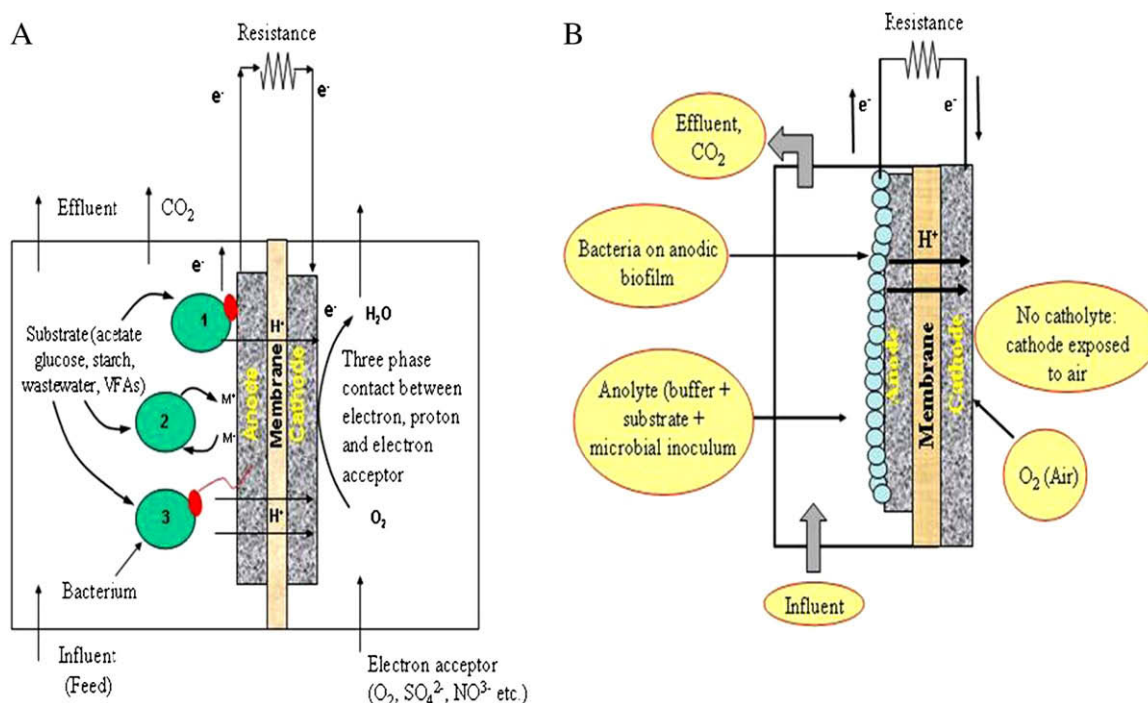 A
Resistance
e-
e-
Effluent
CO2
e-
e-
1
H+
H2O
Substrate (acetate
glucose, starch,
wastewater, VFAs)
Anode
Membrane
Cathode
Three phase
contact between
electron, proton
and electron
acceptor
2
M+
M-
3
H+
O2
Bacterium
Influent
(Feed)
Electron acceptor
(O2, SO4 2-, NO3- etc.)
B
Resistance
e-
e-
Effluent,
CO2
Bacteria on anodic
biofilm
H+
Anode
Membrane
Cathode
No catholyte:
cathode exposed
to air
Anolyte (buffer +
substrate +
microbial inoculum
O2 (Air)
Influent